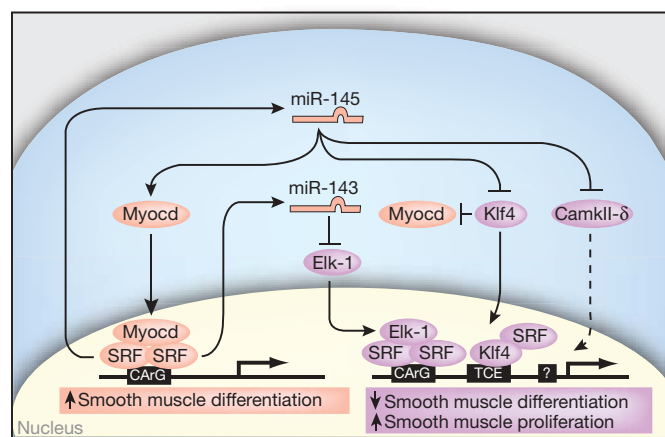 miR-145
miR-143
Myocd
Myocd
Klf4
CamkII-δ
Elk-1
Myocd
SRF SRF
CArG
Elk-1
SRF SRF
CArG
SRF
Klf4
TCE
?
Smooth muscle differentiation
Smooth muscle differentiation
Smooth muscle proliferation
Nucleus